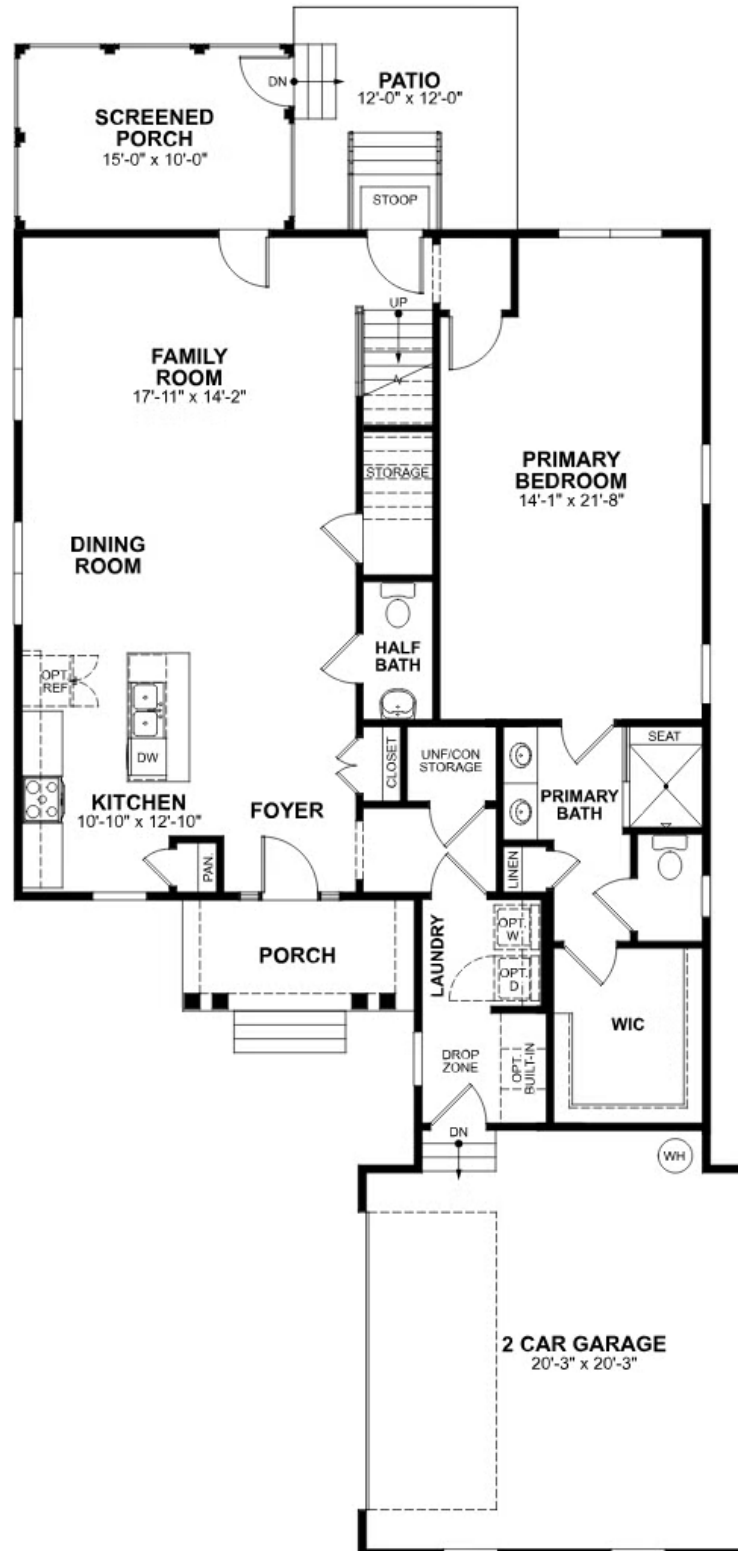 PATIO
12'-0" x 12'-0"
DN
SCREENED
PORCH
15'-0" x 10'-0"
STOOP
UP
FAMILY
ROOM
17'-11" x 14'-2"
STORAGE
PRIMARY
BEDROOM
14'-1" x 21'-8"
DINING
ROOM
HALF
BATH
OPT.
REF
DW
KITCHEN
10'-10" x 12'-10"
FOYER
CLOSET
UNF/CON
STORAGE
SEAT
PRIMARY
BATH
PAN.
LINEN
PORCH
LAUNDRY
OPT.
W
OPT.
D
WIC
DROP
ZONE
OPT.
BUILT-IN
DN
WH
2 CAR GARAGE
20'-3" x 20'-3"